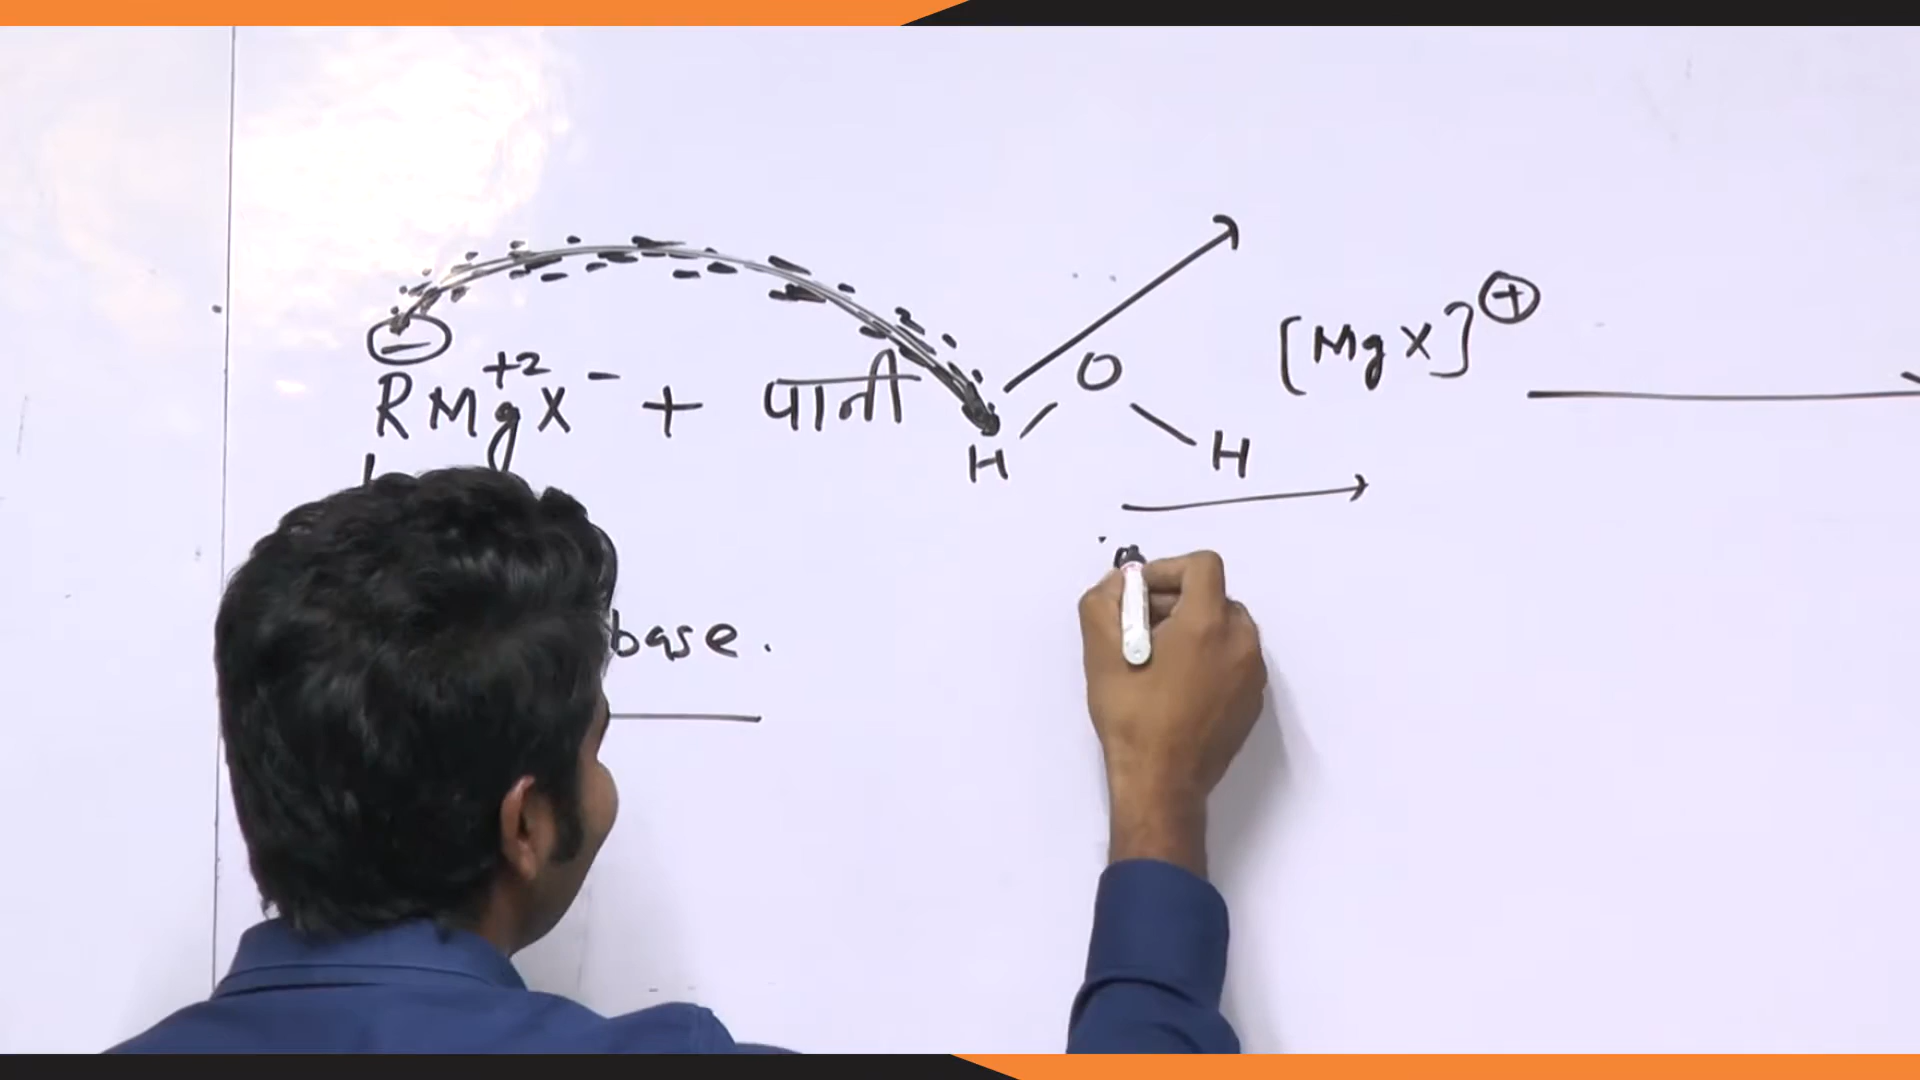 [MgX]⊕
⊖
RMg⁺²X⁻ + पानी H O H
base.